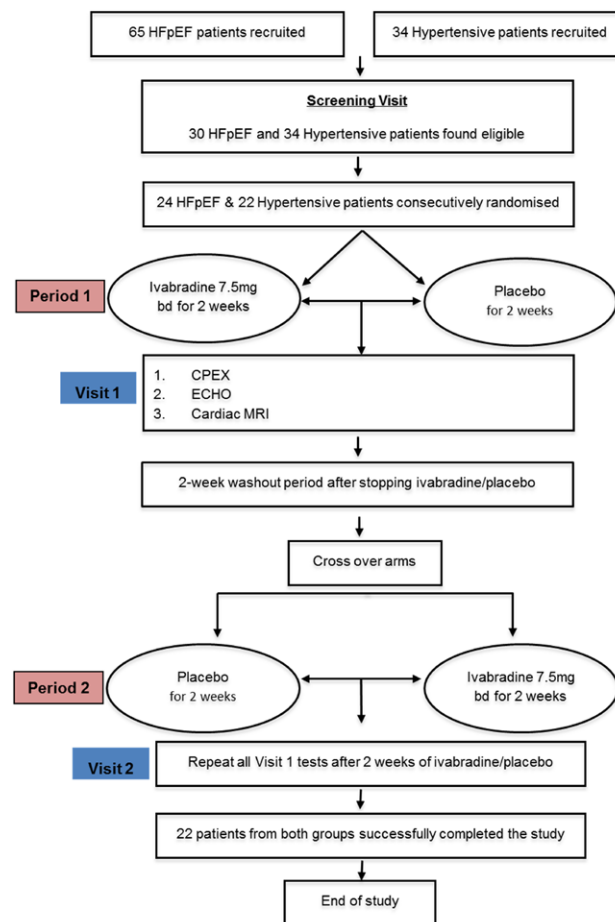 65 HFpEF patients recruited
34 Hypertensive patients recruited
Screening Visit
30 HFpEF and 34 Hypertensive patients found eligible
24 HFpEF & 22 Hypertensive patients consecutively randomised
Period 1
Ivabradine 7.5mg
bd for 2 weeks
Placebo
for 2 weeks
Visit 1
1. CPEX
2. ECHO
3. Cardiac MRI
2-week washout period after stopping ivabradine/placebo
Cross over arms
Period 2
Placebo
for 2 weeks
Ivabradine 7.5mg
bd for 2 weeks
Visit 2
Repeat all Visit 1 tests after 2 weeks of ivabradine/placebo
22 patients from both groups successfully completed the study
End of study